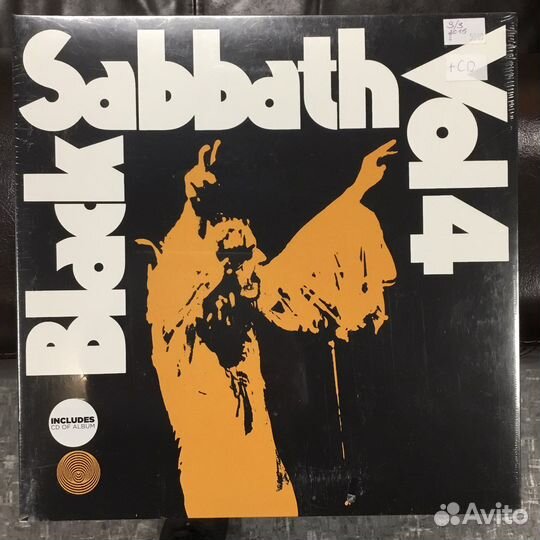 Black
Sabbath
Vol 4
S/S
+CD
INCLUDES
CD OF ALBUM
Avito